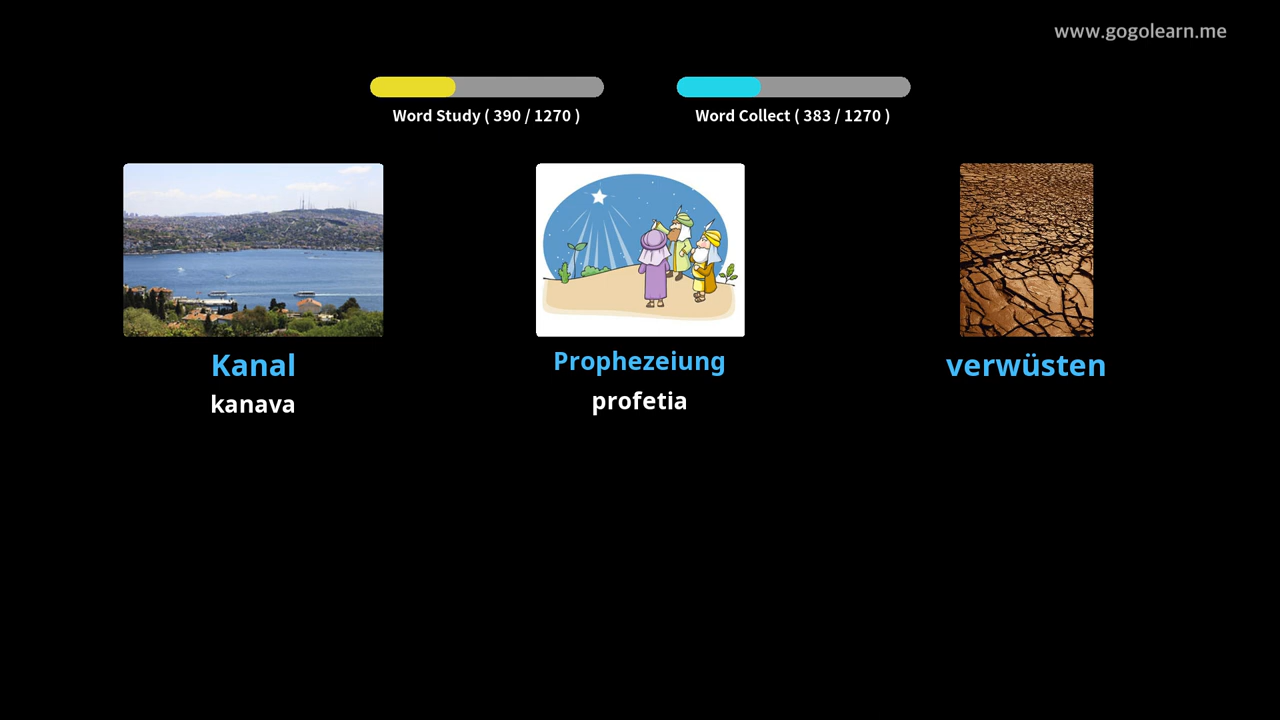 www.gogolearn.me
Word Study ( 390 / 1270 )
Word Collect ( 383 / 1270 )
Kanal
kanava
Prophezeiung
profetia
verwüsten